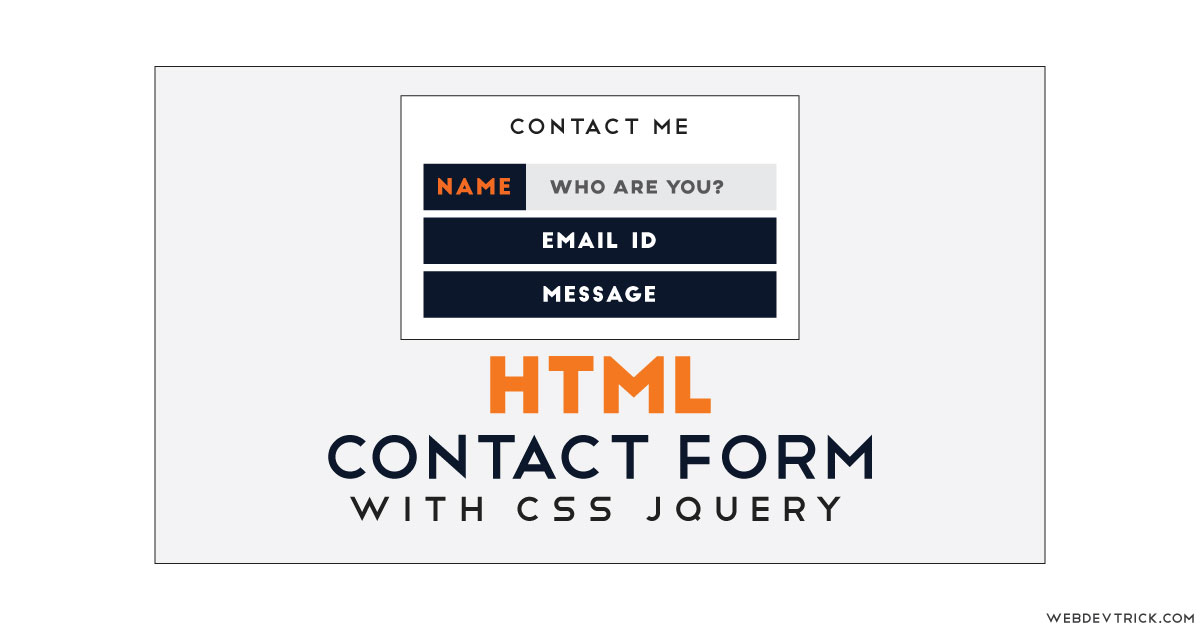 CONTACT ME
NAME WHO ARE YOU?
EMAIL ID
MESSAGE
HTML
CONTACT FORM
WITH CSS JQUERY
WEBDEVTRICK.COM